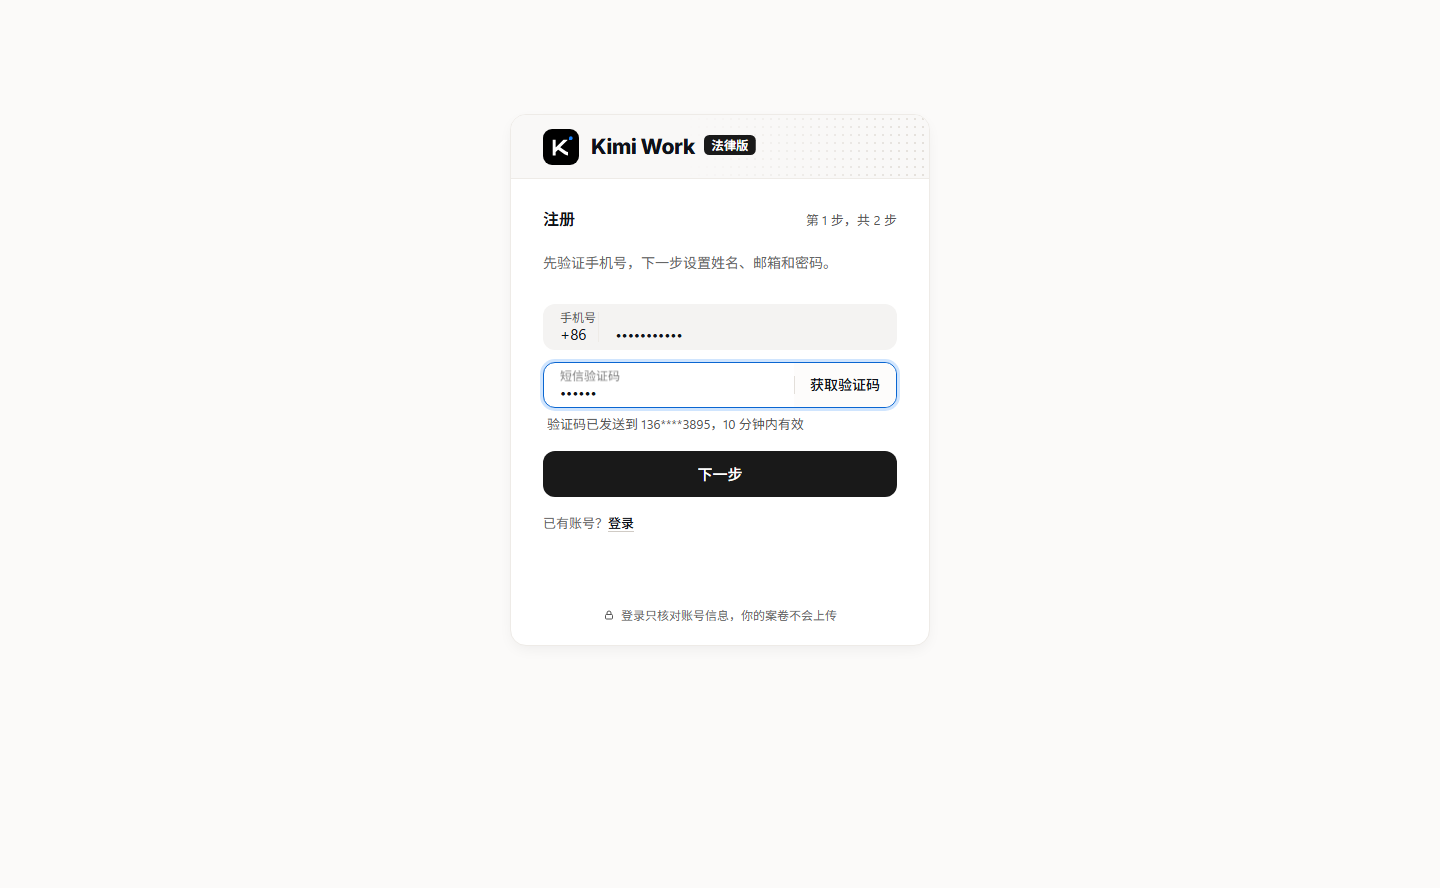 Kimi Work 法律版
注册
第 1 步，共 2 步
先验证手机号，下一步设置姓名、邮箱和密码。
手机号
+86 •••••••••••
短信验证码
••••••
获取验证码
验证码已发送到 136****3895，10 分钟内有效
下一步
已有账号？登录
登录只核对账号信息，你的案卷不会上传